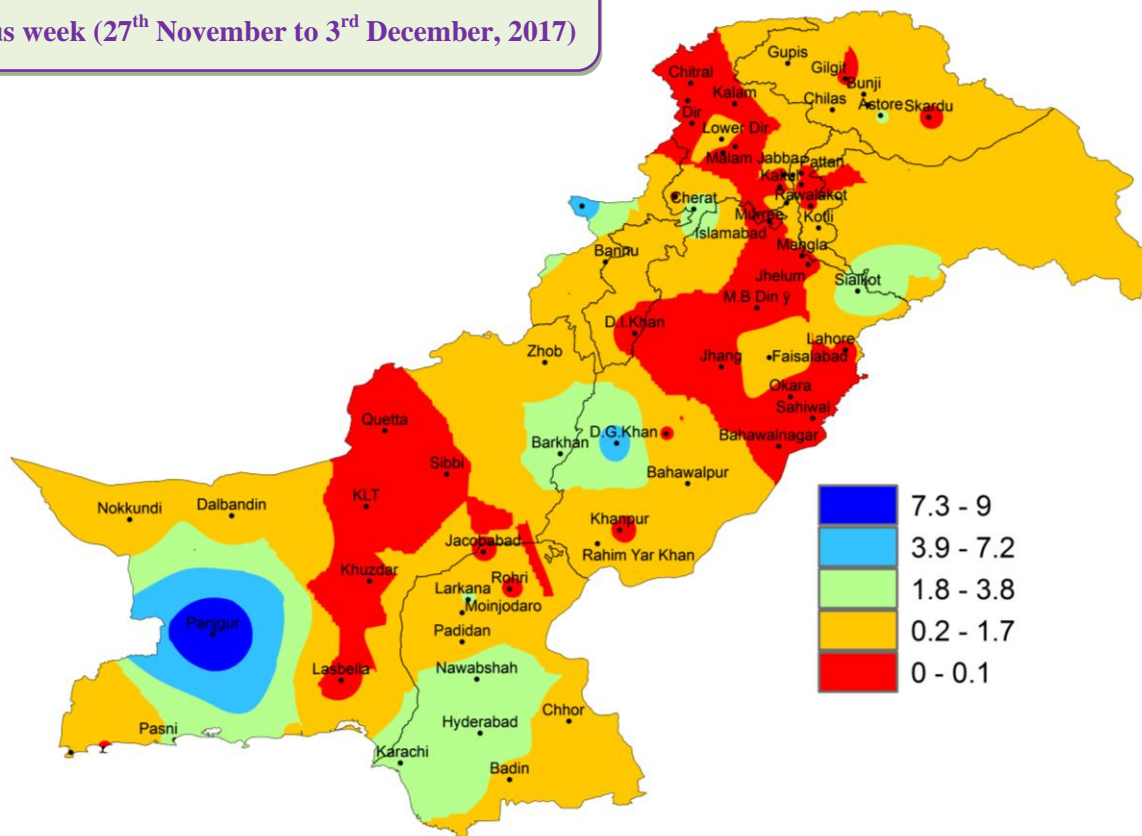 us week (27th November to 3rd December, 2017)
Gupis
Gilgit
Bunji
Chitral
Chilas
Astore Skardu
Kalam
Dir
Lower Dir
Malam Jabba
Pattan
Kakul
Rawalakot
Cherat
Murree
Kotli
Islamabad
Mangla
Bannu
Jhelum
Sialkot
M.B Din ÿ
D.I.Khan
Lahore
Zhob
Jhang
Faisalabad
Okara
Sahiwal
Quetta
D.G.Khan
Bahawalnagar
Barkhan
Sibbi
Bahawalpur
KLT
Nokkundi
Dalbandin
Khanpur
Jacobabad
Rahim Yar Khan
Khuzdar
Rohri
Larkana
Moinjodaro
Panjgur
Padidan
Lasbella
Nawabshah
Chhor
Pasni
Hyderabad
Karachi
Badin
7.3 - 9
3.9 - 7.2
1.8 - 3.8
0.2 - 1.7
0 - 0.1